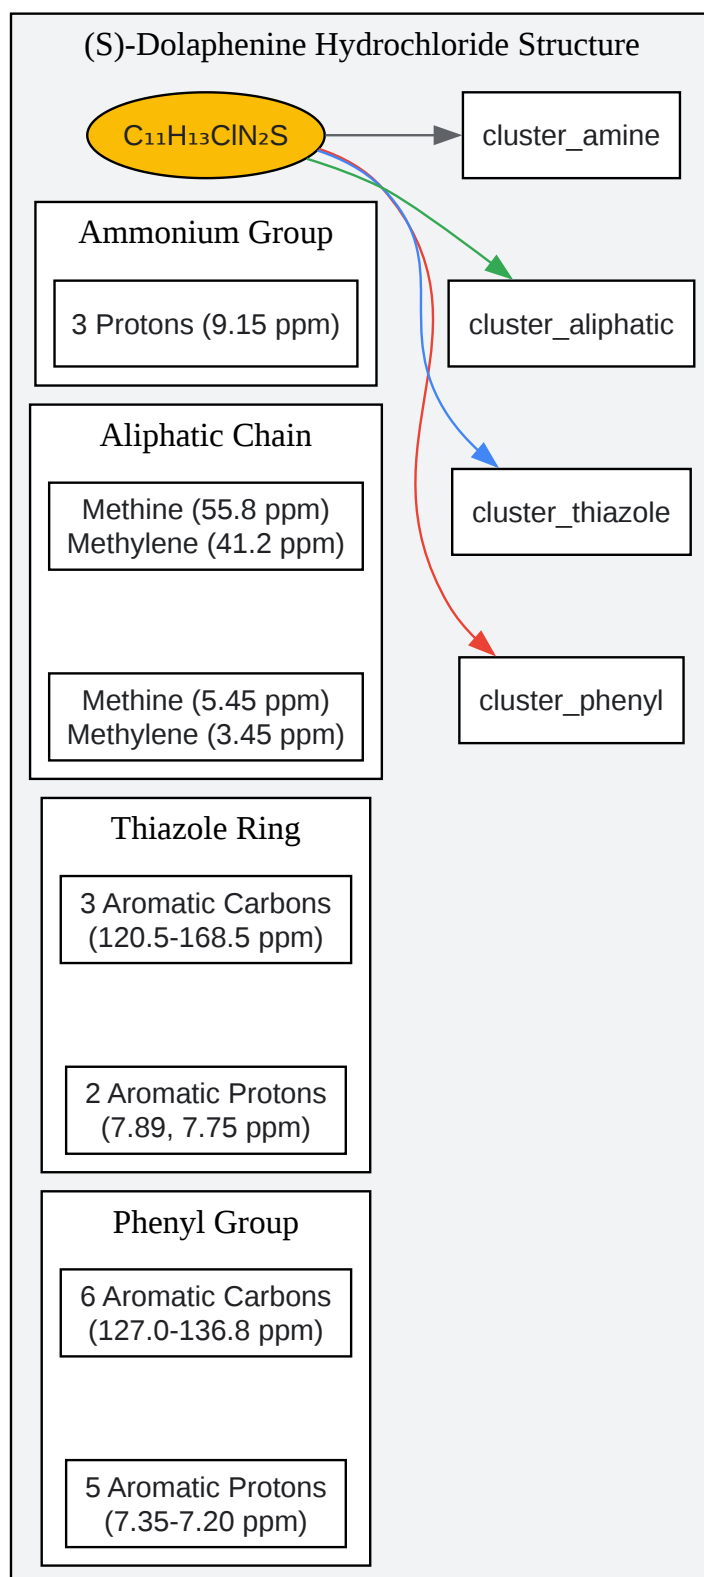 (S)-Dolaphenine Hydrochloride Structure
C₁₁H₁₃ClN₂S
cluster_amine
Ammonium Group
3 Protons (9.15 ppm)
cluster_aliphatic
Aliphatic Chain
Methine (55.8 ppm)
Methylene (41.2 ppm)
cluster_thiazole
Methine (5.45 ppm)
Methylene (3.45 ppm)
cluster_phenyl
Thiazole Ring
3 Aromatic Carbons
(120.5-168.5 ppm)
2 Aromatic Protons
(7.89, 7.75 ppm)
Phenyl Group
6 Aromatic Carbons
(127.0-136.8 ppm)
5 Aromatic Protons
(7.35-7.20 ppm)